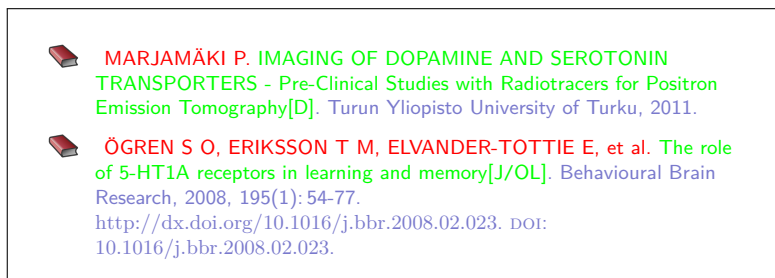 MARJAMÄKI P. IMAGING OF DOPAMINE AND SEROTONIN
TRANSPORTERS - Pre-Clinical Studies with Radiotracers for Positron
Emission Tomography[D]. Turun Yliopisto University of Turku, 2011.
ÖGREN S O, ERIKSSON T M, ELVANDER-TOTTIE E, et al. The role
of 5-HT1A receptors in learning and memory[J/OL]. Behavioural Brain
Research, 2008, 195(1): 54-77.
http://dx.doi.org/10.1016/j.bbr.2008.02.023. DOI:
10.1016/j.bbr.2008.02.023.